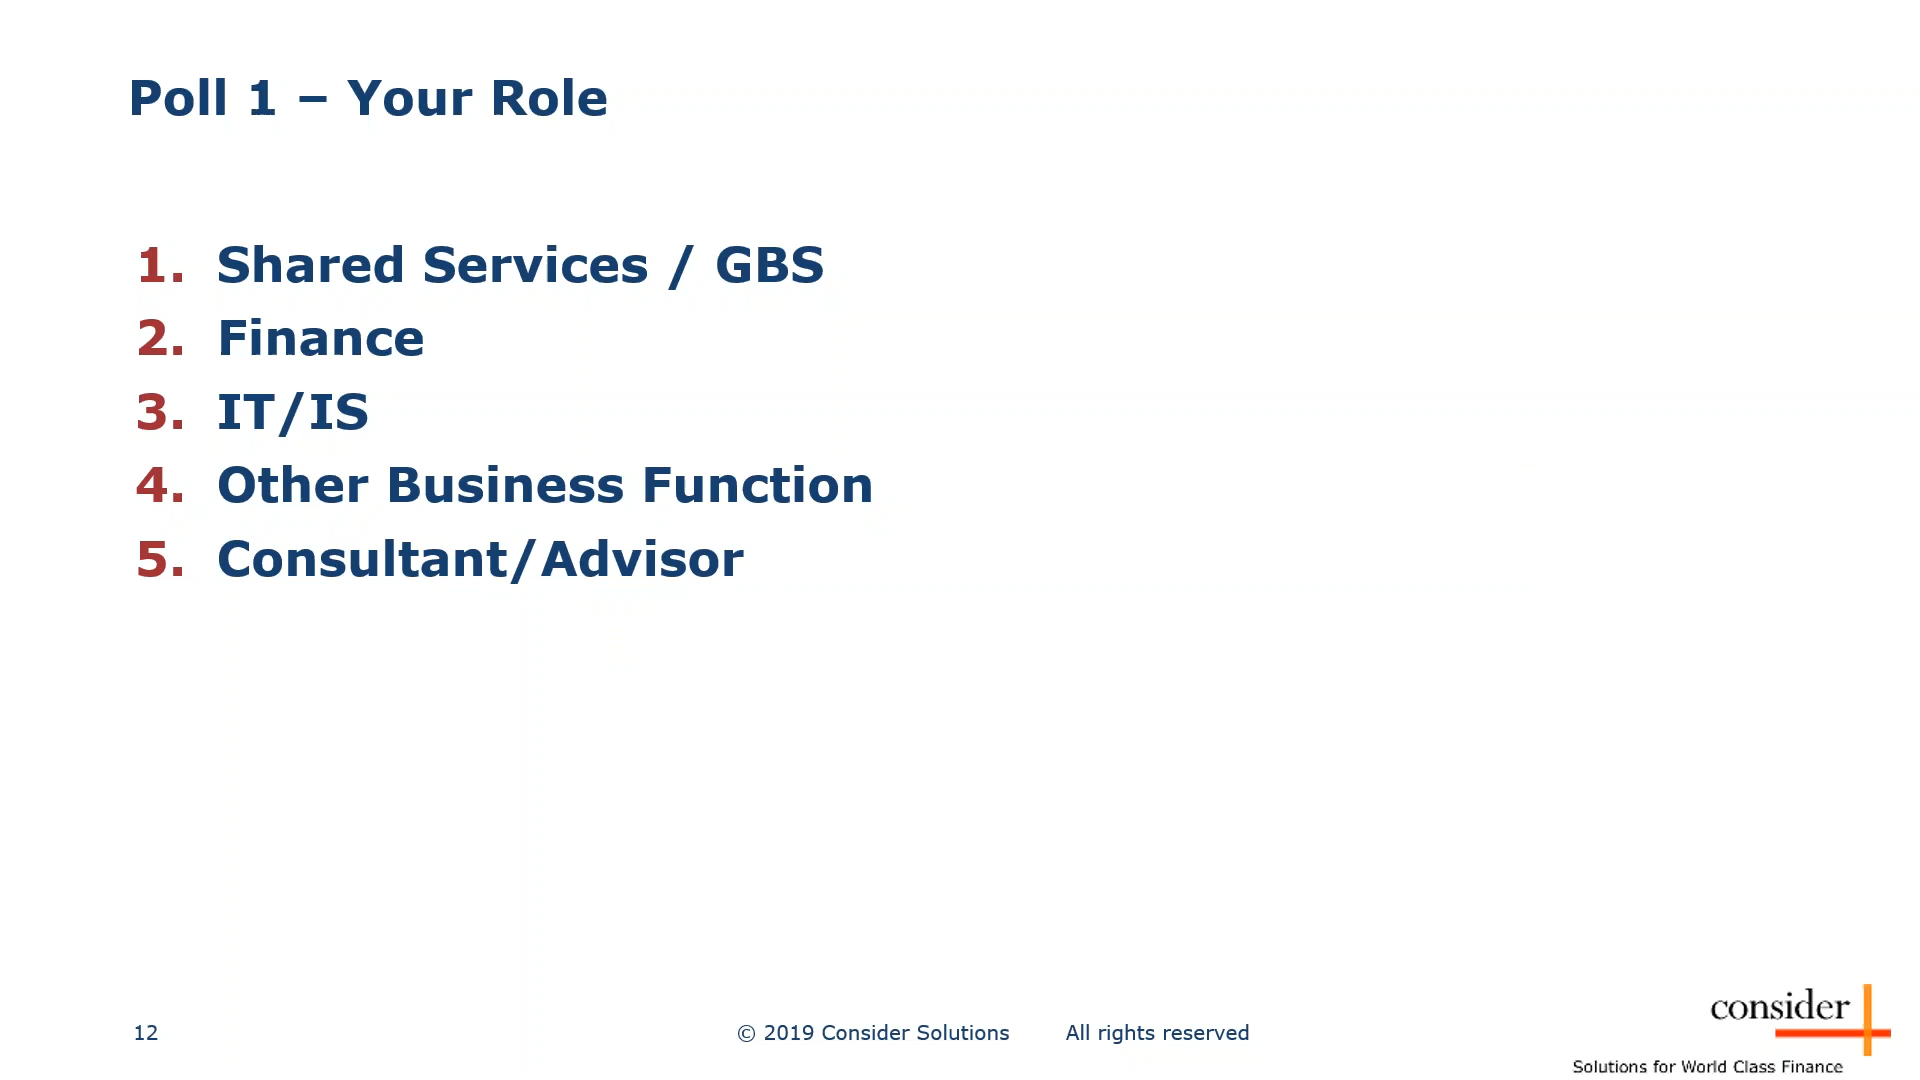 Poll 1 – Your Role
1. Shared Services / GBS
2. Finance
3. IT/IS
4. Other Business Function
5. Consultant/Advisor
12
© 2019 Consider Solutions All rights reserved
consider
Solutions for World Class Finance